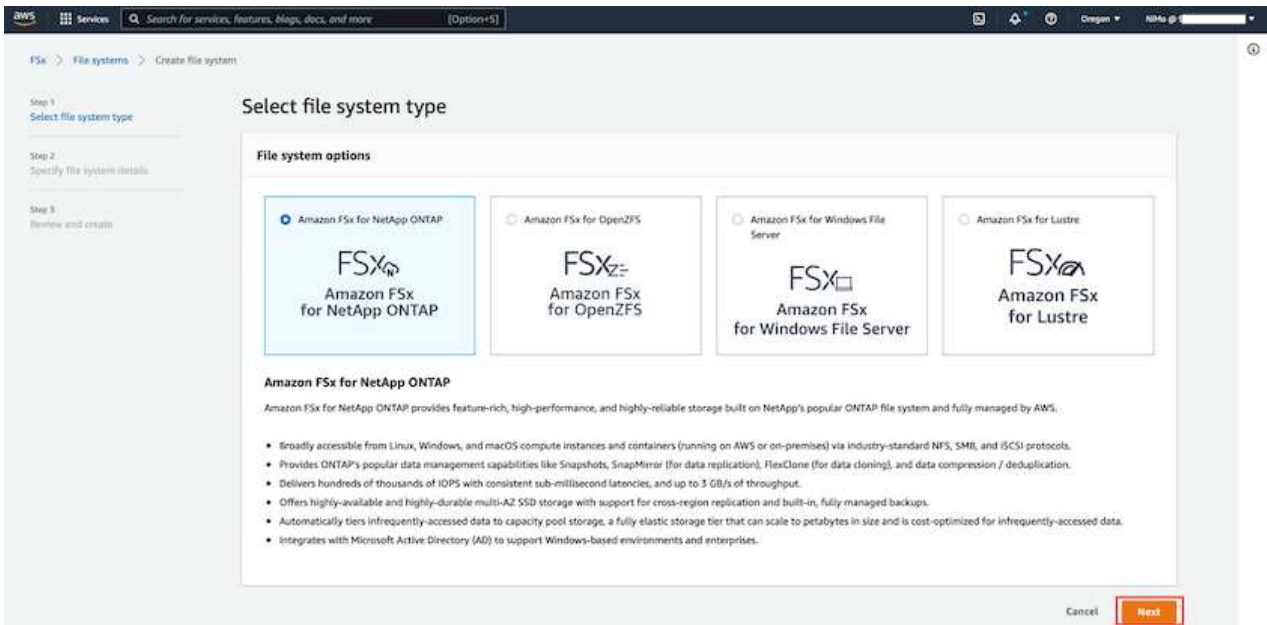 aws
Services
Search for services, features, blogs, docs, and more [Option+S]
Oregon
NiMo @
FSx > File systems > Create file system
Step 1
Select file system type
Step 2
Specify file system details
Step 3
Review and create
Select file system type
File system options
Amazon FSx for NetApp ONTAP
FSx
Amazon FSx
for NetApp ONTAP
Amazon FSx for OpenZFS
FSx
Amazon FSx
for OpenZFS
Amazon FSx for Windows File
Server
FSx
Amazon FSx
for Windows File Server
Amazon FSx for Lustre
FSx
Amazon FSx
for Lustre
Amazon FSx for NetApp ONTAP
Amazon FSx for NetApp ONTAP provides feature-rich, high-performance, and highly-reliable storage built on NetApp's popular ONTAP file system and fully managed by AWS.
• Broadly accessible from Linux, Windows, and macOS compute instances and containers (running on AWS or on-premises) via industry-standard NFS, SMB, and iSCSI protocols.
• Provides ONTAP's popular data management capabilities like Snapshots, SnapMirror (for data replication), FlexClone (for data cloning), and data compression / deduplication.
• Delivers hundreds of thousands of IOPS with consistent sub-millisecond latencies, and up to 3 GB/s of throughput.
• Offers highly-available and highly-durable multi-AZ SSD storage with support for cross-region replication and built-in, fully managed backups.
• Automatically tiers infrequently-accessed data to capacity pool storage, a fully elastic storage tier that can scale to petabytes in size and is cost-optimized for infrequently-accessed data.
• Integrates with Microsoft Active Directory (AD) to support Windows-based environments and enterprises.
Cancel
Next